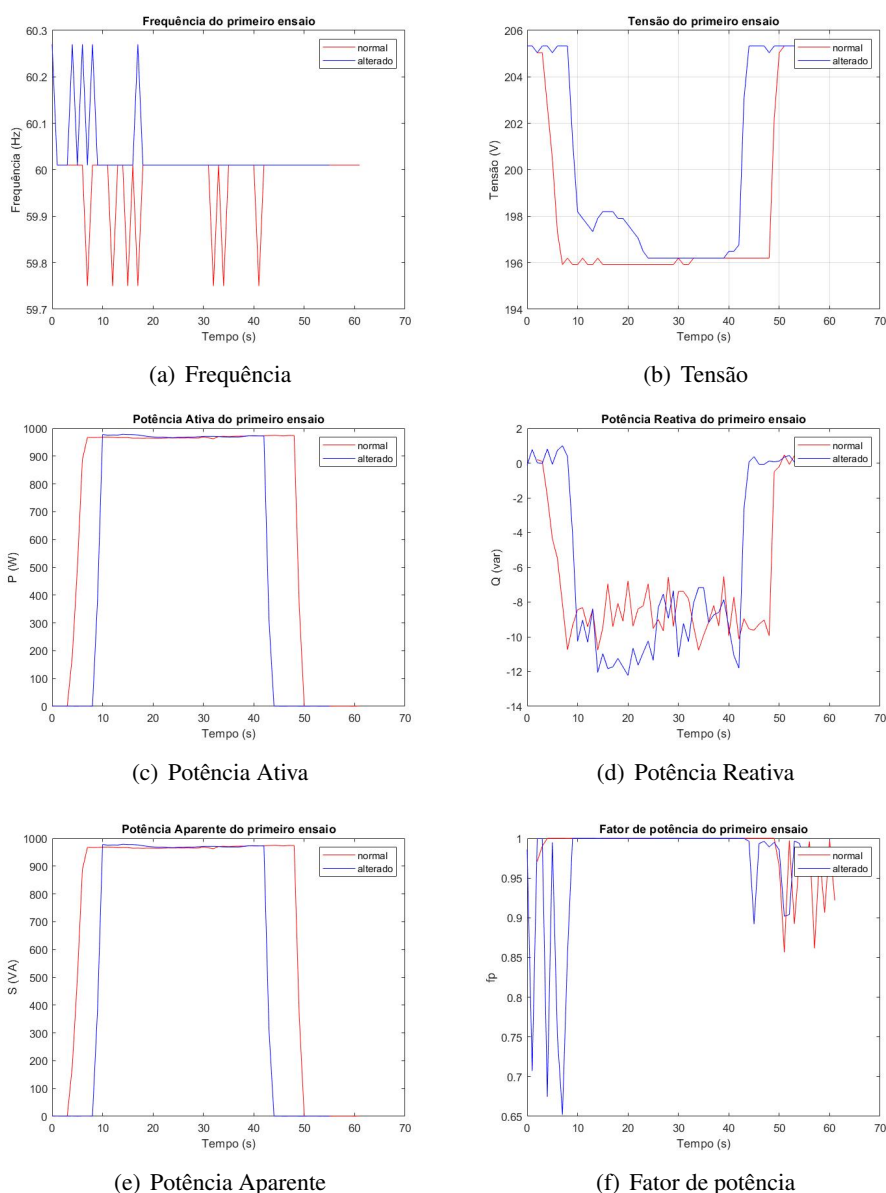 Frequência do primeiro ensaio
60.3
60.2
60.1
60
59.9
59.8
59.7
Frequência (Hz)
normal
alterado
0 10 20 30 40 50 60 70
Tempo (s)
(a) Frequência
Tensão do primeiro ensaio
206
204
202
200
198
196
194
Tensão (V)
normal
alterado
0 10 20 30 40 50 60 70
Tempo (s)
(b) Tensão
Potência Ativa do primeiro ensaio
1000
900
800
700
600
500
400
300
200
100
0
P (W)
normal
alterado
0 10 20 30 40 50 60 70
Tempo (s)
(c) Potência Ativa
Potência Reativa do primeiro ensaio
2
0
-2
-4
-6
-8
-10
-12
-14
Q (var)
normal
alterado
0 10 20 30 40 50 60 70
Tempo (s)
(d) Potência Reativa
Potência Aparente do primeiro ensaio
1000
900
800
700
600
500
400
300
200
100
0
S (VA)
normal
alterado
0 10 20 30 40 50 60 70
Tempo (s)
(e) Potência Aparente
Fator de potência do primeiro ensaio
1
0.95
0.9
0.85
0.8
0.75
0.7
0.65
fp
normal
alterado
0 10 20 30 40 50 60 70
Tempo (s)
(f) Fator de potência